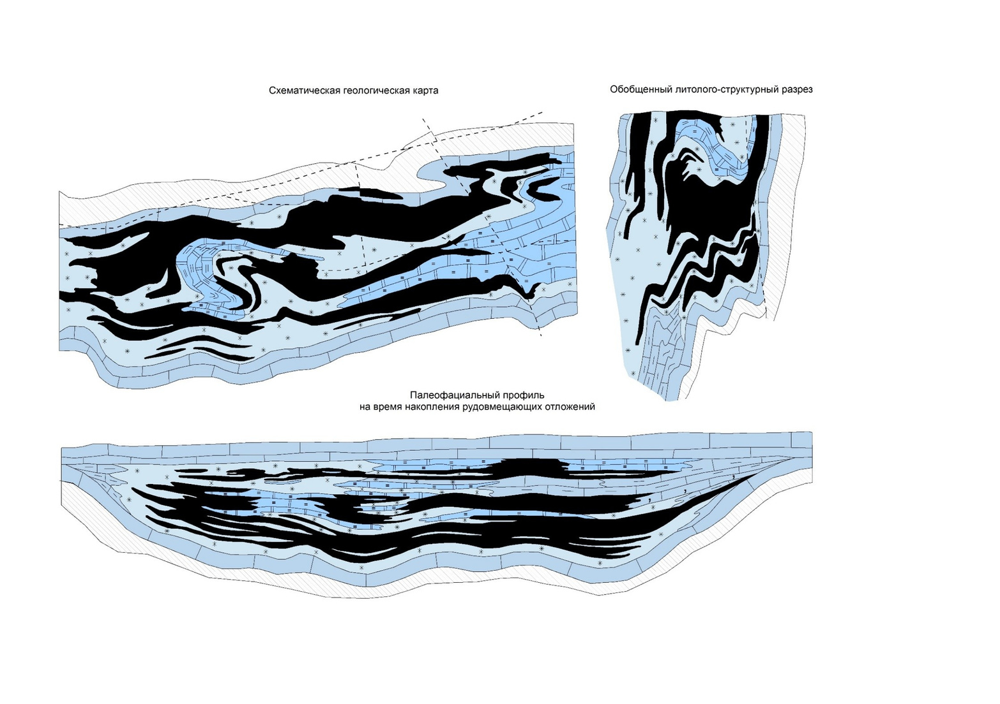 Схематическая геологическая карта
Обобщенный литолого-структурный разрез
Палеофациальный профиль
на время накопления рудовмещающих отложений